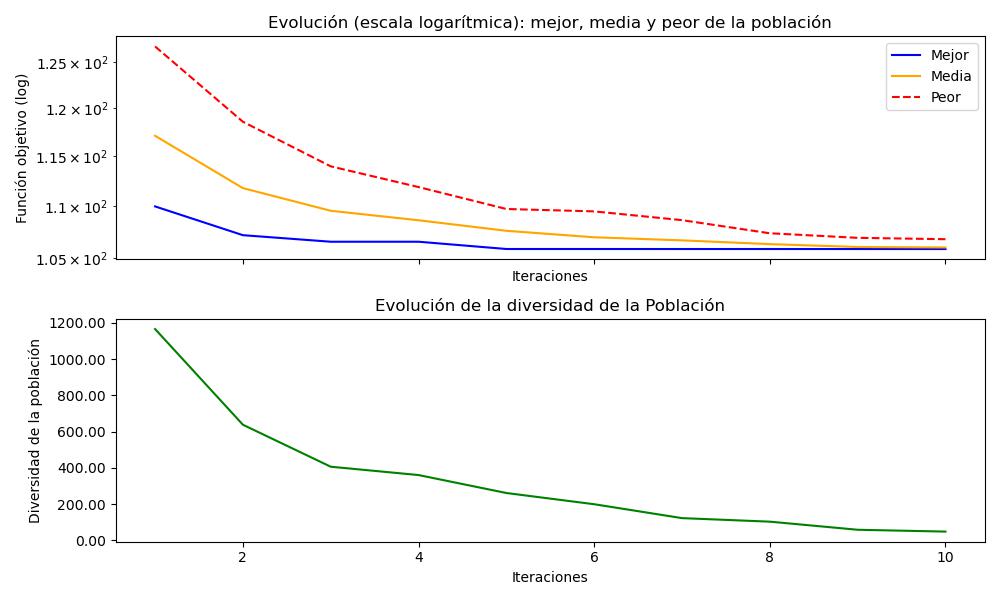 Evolución (escala logarítmica): mejor, media y peor de la población
Función objetivo (log)
1.25 × 10²
1.2 × 10²
1.15 × 10²
1.1 × 10²
1.05 × 10²
Mejor
Media
Peor
Iteraciones
Evolución de la diversidad de la Población
Diversidad de la población
1200.00
1000.00
800.00
600.00
400.00
200.00
0.00
2 4 6 8 10
Iteraciones